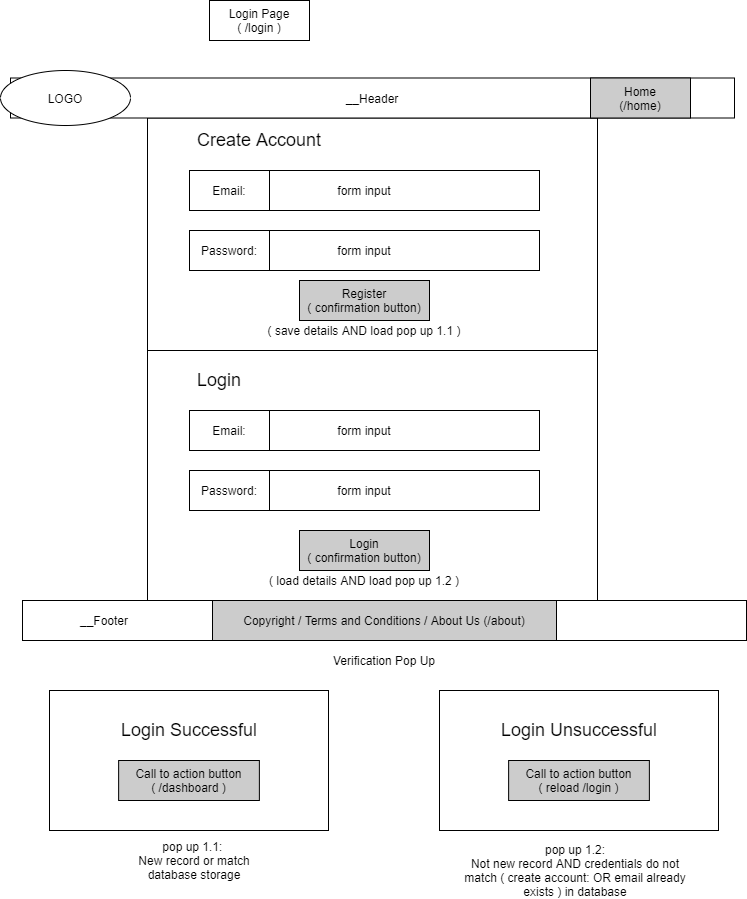 Login Page
( /login )
LOGO
__Header
Home
(/home)
Create Account
Email:
form input
Password:
form input
Register
( confirmation button)
( save details AND load pop up 1.1 )
Login
Email:
form input
Password:
form input
Login
( confirmation button)
( load details AND load pop up 1.2 )
__Footer
Copyright / Terms and Conditions / About Us (/about)
Verification Pop Up
Login Successful
Call to action button
( /dashboard )
Login Unsuccessful
Call to action button
( reload /login )
pop up 1.1:
New record or match
database storage
pop up 1.2:
Not new record AND credentials do not
match ( create account: OR email already
exists ) in database